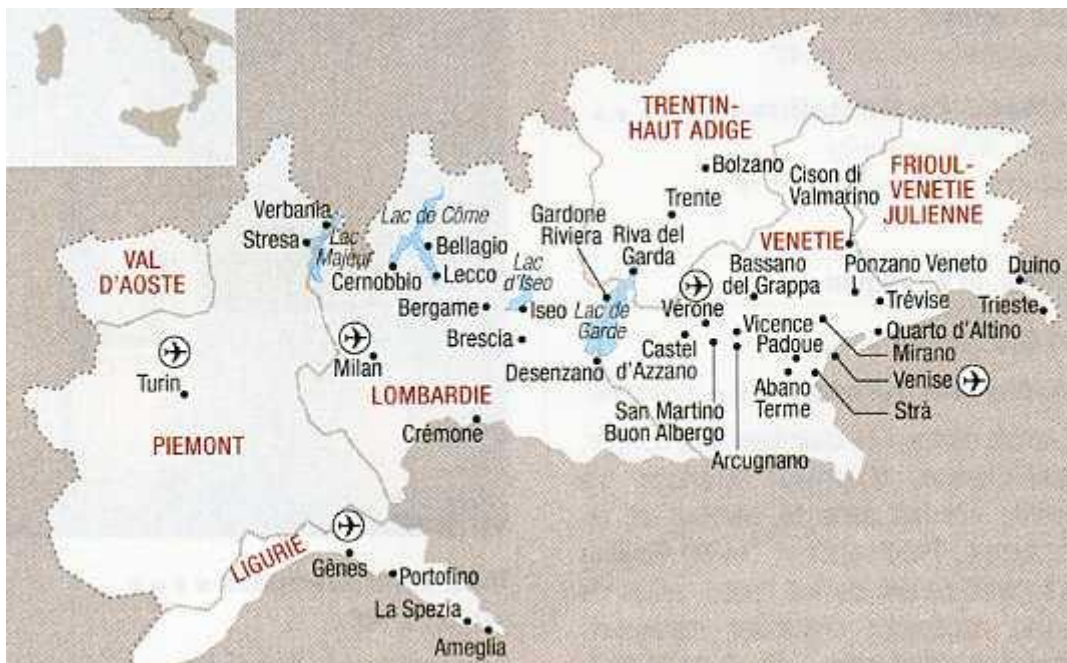 TRENTIN-
HAUT ADIGE
Bolzano
Cison di
Valmarino
FRIOUL-
VENETIE
JULIENNE
Trente
Verbania
Stresa
Lac
Majeur
Lac de Côme
Bellagio
Cernobbio
Lecco
Gardone
Riviera
Riva del
Garda
VENETIE
VAL
D'AOSTE
Lac
d'Iseo
Bassano
del Grappa
Ponzano Veneto
Duino
Bergame
Iseo
Lac de
Garde
Vérone
Trévise
Trieste
Brescia
Vicence
Padoue
Quarto d'Altino
Mirano
Milan
Desenzano
Castel
d'Azzano
Venise
Turin
LOMBARDIE
Abano
Terme
Strà
San Martino
Buon Albergo
Crémone
PIEMONT
Arcugnano
LIGURIE
Gênes
Portofino
La Spezia
Ameglia